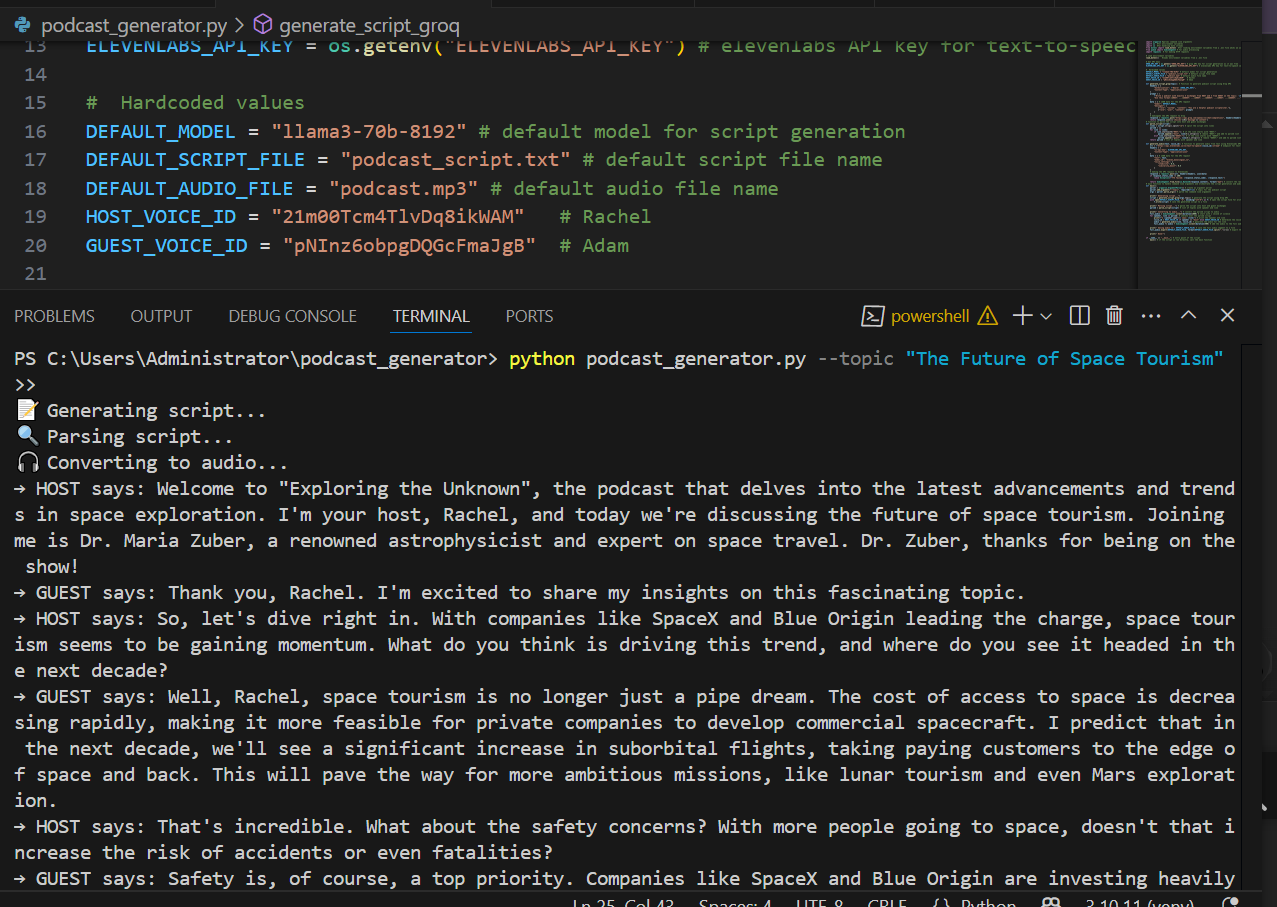 podcast_generator.py > generate_script_groq
13 ELEVENLABS_API_KEY = os.getenv("ELEVENLABS_API_KEY") # elevenlabs API key for text-to-speec
14
15 #  Hardcoded values
16 DEFAULT_MODEL = "llama3-70b-8192" # default model for script generation
17 DEFAULT_SCRIPT_FILE = "podcast_script.txt" # default script file name
18 DEFAULT_AUDIO_FILE = "podcast.mp3" # default audio file name
19 HOST_VOICE_ID = "21m00Tcm4TlvDq8ikWAM"   # Rachel
20 GUEST_VOICE_ID = "pNInz6obpgDQGcFmaJgB"  # Adam
21
PROBLEMS OUTPUT DEBUG CONSOLE TERMINAL PORTS powershell
PS C:\Users\Administrator\podcast_generator> python podcast_generator.py --topic "The Future of Space Tourism"
>>
Generating script...
Parsing script...
Converting to audio...
→ HOST says: Welcome to "Exploring the Unknown", the podcast that delves into the latest advancements and trend
s in space exploration. I'm your host, Rachel, and today we're discussing the future of space tourism. Joining
me is Dr. Maria Zuber, a renowned astrophysicist and expert on space travel. Dr. Zuber, thanks for being on the
show!
→ GUEST says: Thank you, Rachel. I'm excited to share my insights on this fascinating topic.
→ HOST says: So, let's dive right in. With companies like SpaceX and Blue Origin leading the charge, space tour
ism seems to be gaining momentum. What do you think is driving this trend, and where do you see it headed in th
e next decade?
→ GUEST says: Well, Rachel, space tourism is no longer just a pipe dream. The cost of access to space is decrea
sing rapidly, making it more feasible for private companies to develop commercial spacecraft. I predict that in
the next decade, we'll see a significant increase in suborbital flights, taking paying customers to the edge o
f space and back. This will pave the way for more ambitious missions, like lunar tourism and even Mars explorat
ion.
→ HOST says: That's incredible. What about the safety concerns? With more people going to space, doesn't that i
ncrease the risk of accidents or even fatalities?
→ GUEST says: Safety is, of course, a top priority. Companies like SpaceX and Blue Origin are investing heavily
Ln 25, Col 43 Spaces: 4 UTF-8 CRLF {} Python 3.10.11 (venv)